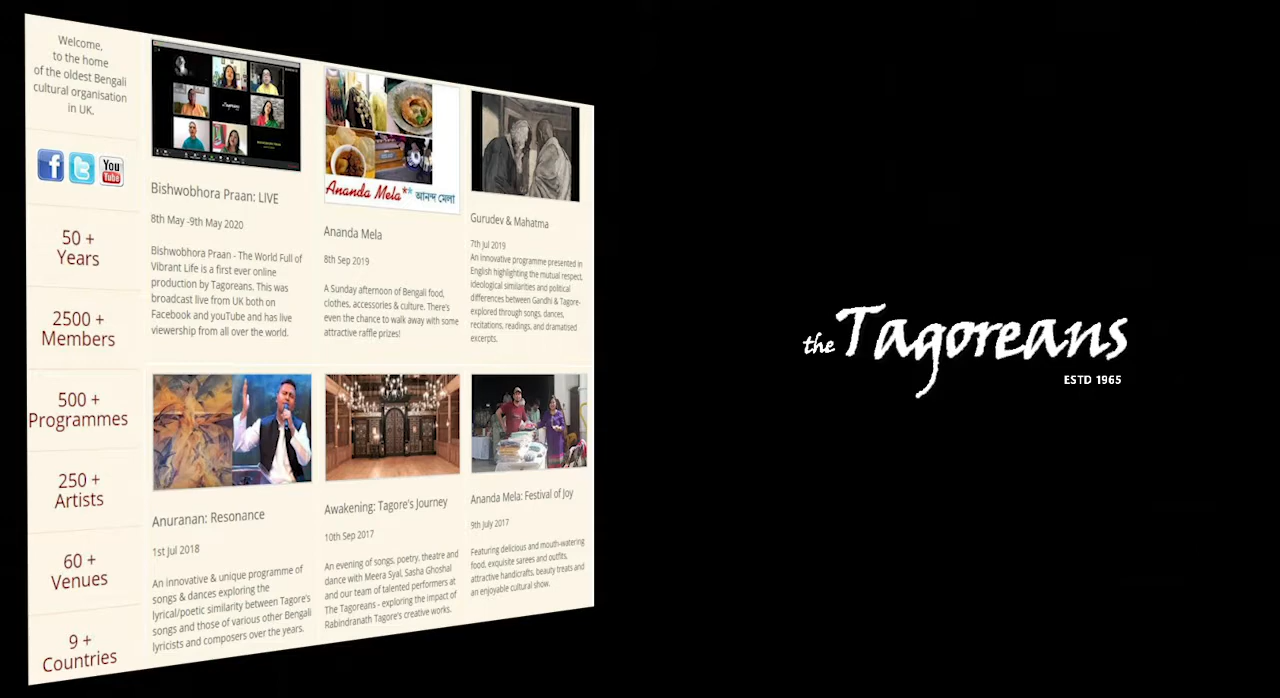 Welcome,
to the home
of the oldest Bengali
cultural organisation
in UK.
You
Tube
50 +
Years
2500 +
Members
500 +
Programmes
250 +
Artists
60 +
Venues
9 +
Countries
Bishwobhora Praan: LIVE
8th May -9th May 2020
Bishwobhora Praan - The World Full of
Vibrant Life is a first ever online
production by Tagoreans. This was
broadcast live from UK both on
Facebook and youTube and has live
viewership from all over the world.
Ananda Mela** আনন্দ মেলা
Ananda Mela
8th Sep 2019
A Sunday afternoon of Bengali food,
clothes, accessories & culture. There's
even the chance to walk away with some
attractive raffle prizes!
Gurudev & Mahatma
7th Jul 2019
An innovative programme presented in
English highlighting the mutual respect,
ideological similarities and political
differences between Gandhi & Tagore-
explored through songs, dances,
recitations, readings, and dramatised
excerpts.
Anuranan: Resonance
1st Jul 2018
An innovative & unique programme of
songs & dances exploring the
lyrical/poetic similarity between Tagore's
songs and those of various other Bengali
lyricists and composers over the years.
Awakening: Tagore's Journey
10th Sep 2017
An evening of songs, poetry, theatre and
dance with Meera Syal, Sasha Ghoshal
and our team of talented performers at
The Tagoreans - exploring the impact of
Rabindranath Tagore's creative works.
Ananda Mela: Festival of Joy
9th July 2017
Featuring delicious and mouth-watering
food, exquisite sarees and outfits,
attractive handicrafts, beauty treats and
an enjoyable cultural show.
the Tagoreans
ESTD 1965